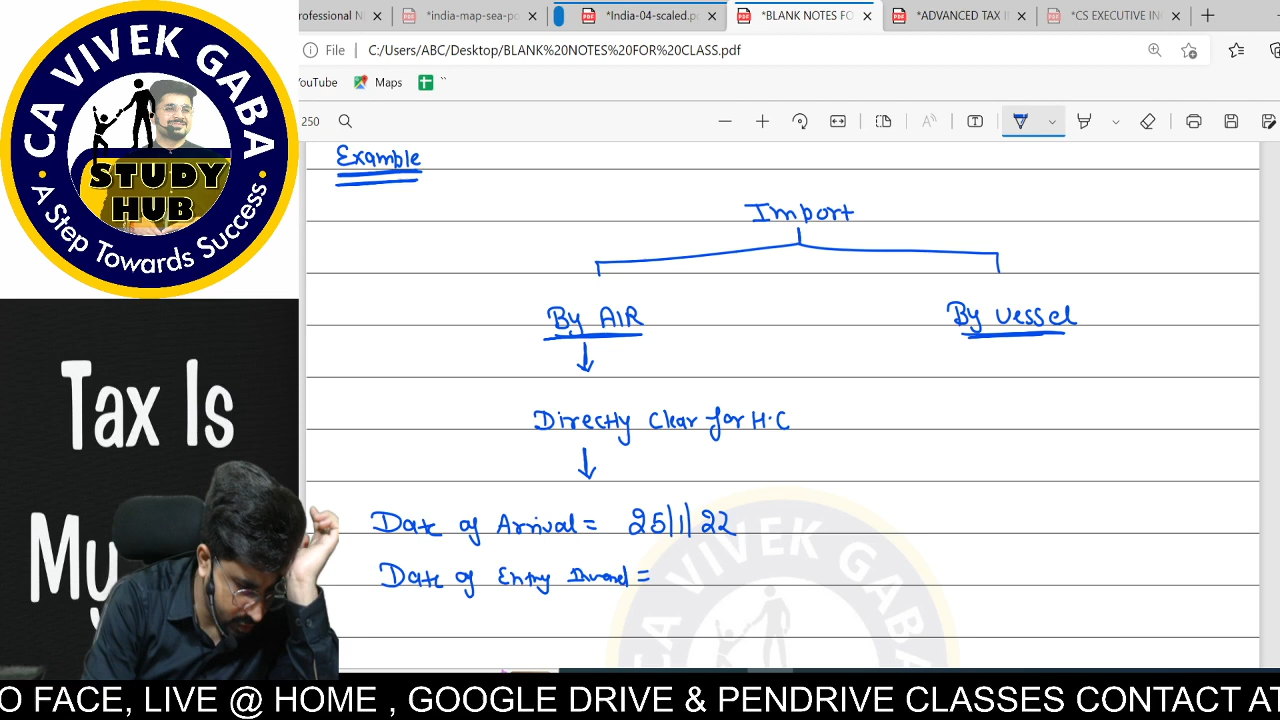 rofessional N
*india-map-sea-po
*India-04-scaled.p
*BLANK NOTES FO
*ADVANCED TAX
*CS EXECUTIVE IN
File
C:/Users/ABC/Desktop/BLANK%20NOTES%20FOR%20CLASS.pdf
YouTube
Maps
``
250
CA VIVEK GABA
STUDY
HUB
A Step Towards Success
Example
Import
By AIR
By Vessel
Directly Clear for H.C
Date of Arrival = 25/1/22
Date of Entry Inward =
VIVEK GABA
Tax Is
My
O FACE, LIVE @ HOME , GOOGLE DRIVE & PENDRIVE CLASSES CONTACT AT